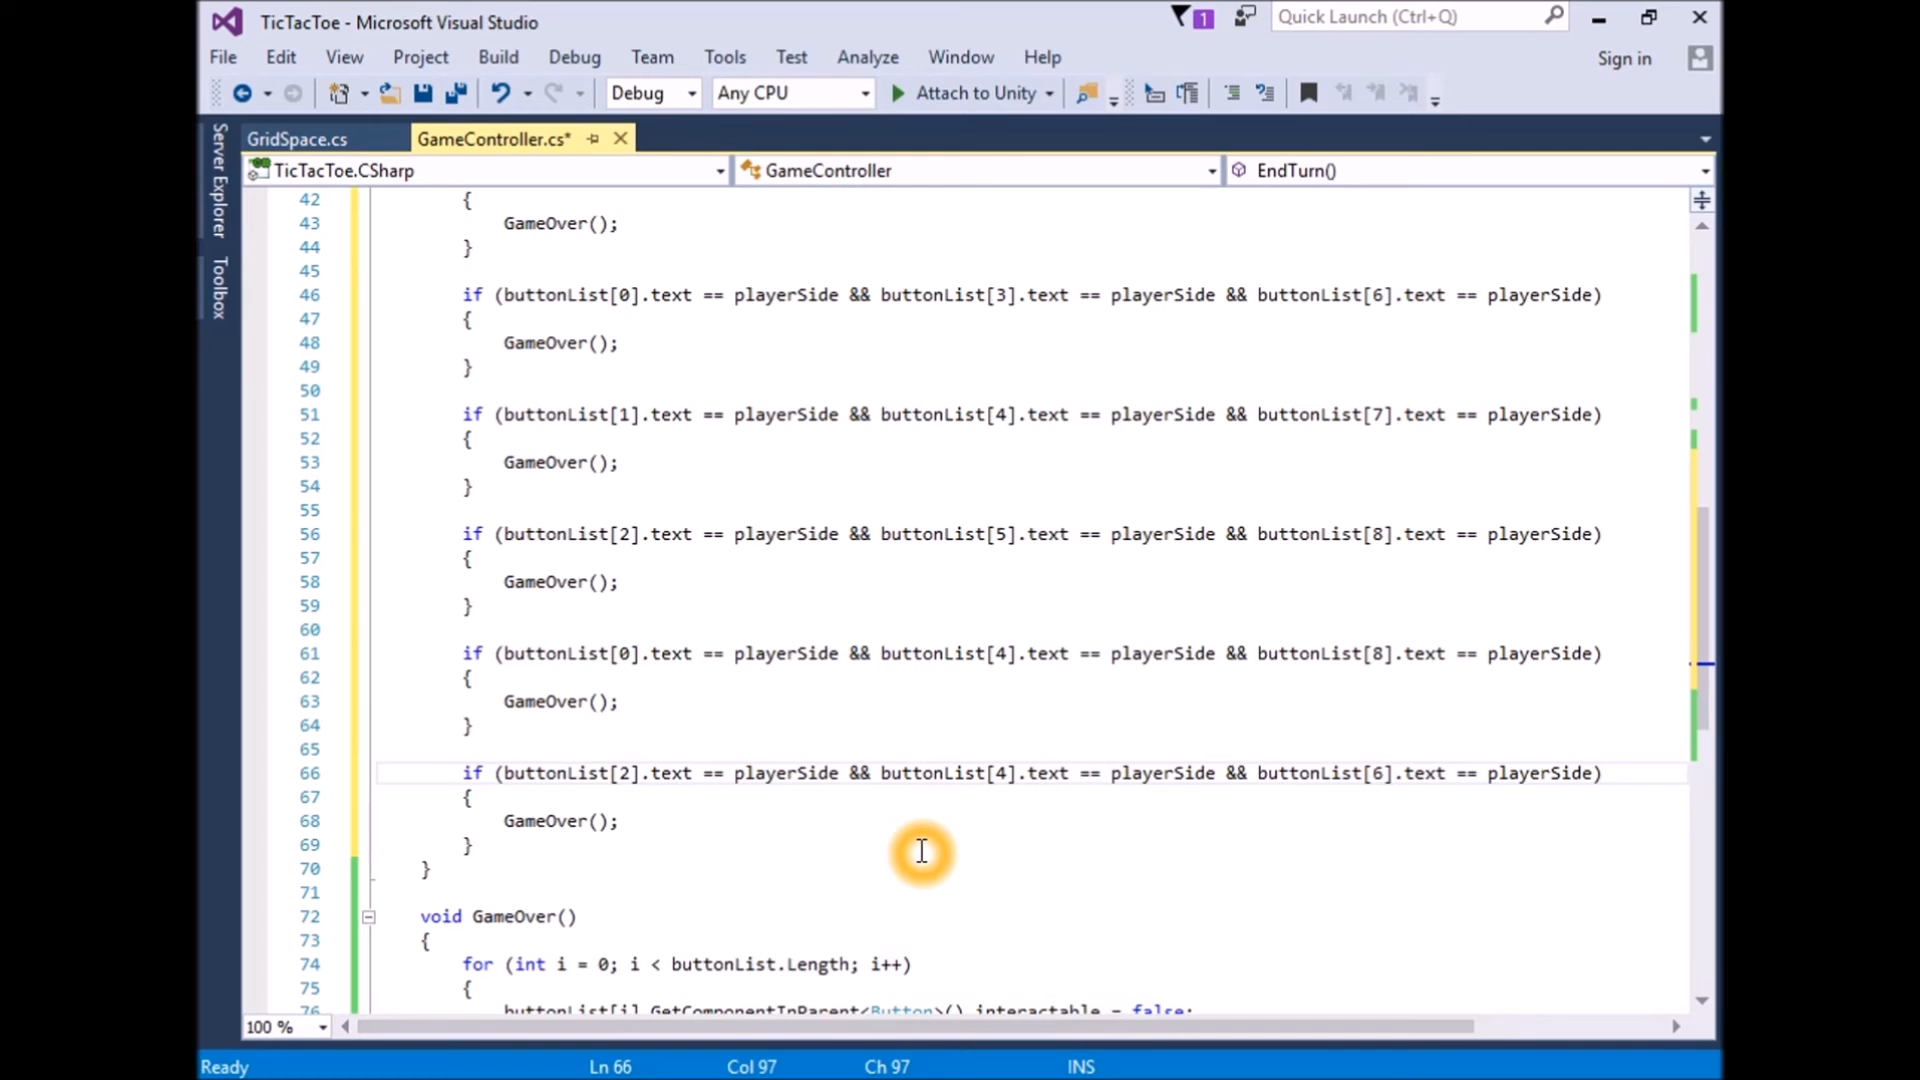 TicTacToe - Microsoft Visual Studio
1
Quick Launch (Ctrl+Q)
File Edit View Project Build Debug Team Tools Test Analyze Window Help
Sign in
Debug Any CPU Attach to Unity
Server Explorer
Toolbox
GridSpace.cs GameController.cs*
TicTacToe.CSharp GameController EndTurn()
42 {
43 GameOver();
44 }
45
46 if (buttonList[0].text == playerSide && buttonList[3].text == playerSide && buttonList[6].text == playerSide)
47 {
48 GameOver();
49 }
50
51 if (buttonList[1].text == playerSide && buttonList[4].text == playerSide && buttonList[7].text == playerSide)
52 {
53 GameOver();
54 }
55
56 if (buttonList[2].text == playerSide && buttonList[5].text == playerSide && buttonList[8].text == playerSide)
57 {
58 GameOver();
59 }
60
61 if (buttonList[0].text == playerSide && buttonList[4].text == playerSide && buttonList[8].text == playerSide)
62 {
63 GameOver();
64 }
65
66 if (buttonList[2].text == playerSide && buttonList[4].text == playerSide && buttonList[6].text == playerSide)
67 {
68 GameOver();
69 }
70 }
71
72 void GameOver()
73 {
74 for (int i = 0; i < buttonList.Length; i++)
75 {
76 buttonList[i].GetComponentInParent<Button>().interactable = false;
100 %
Ready Ln 66 Col 97 Ch 97 INS